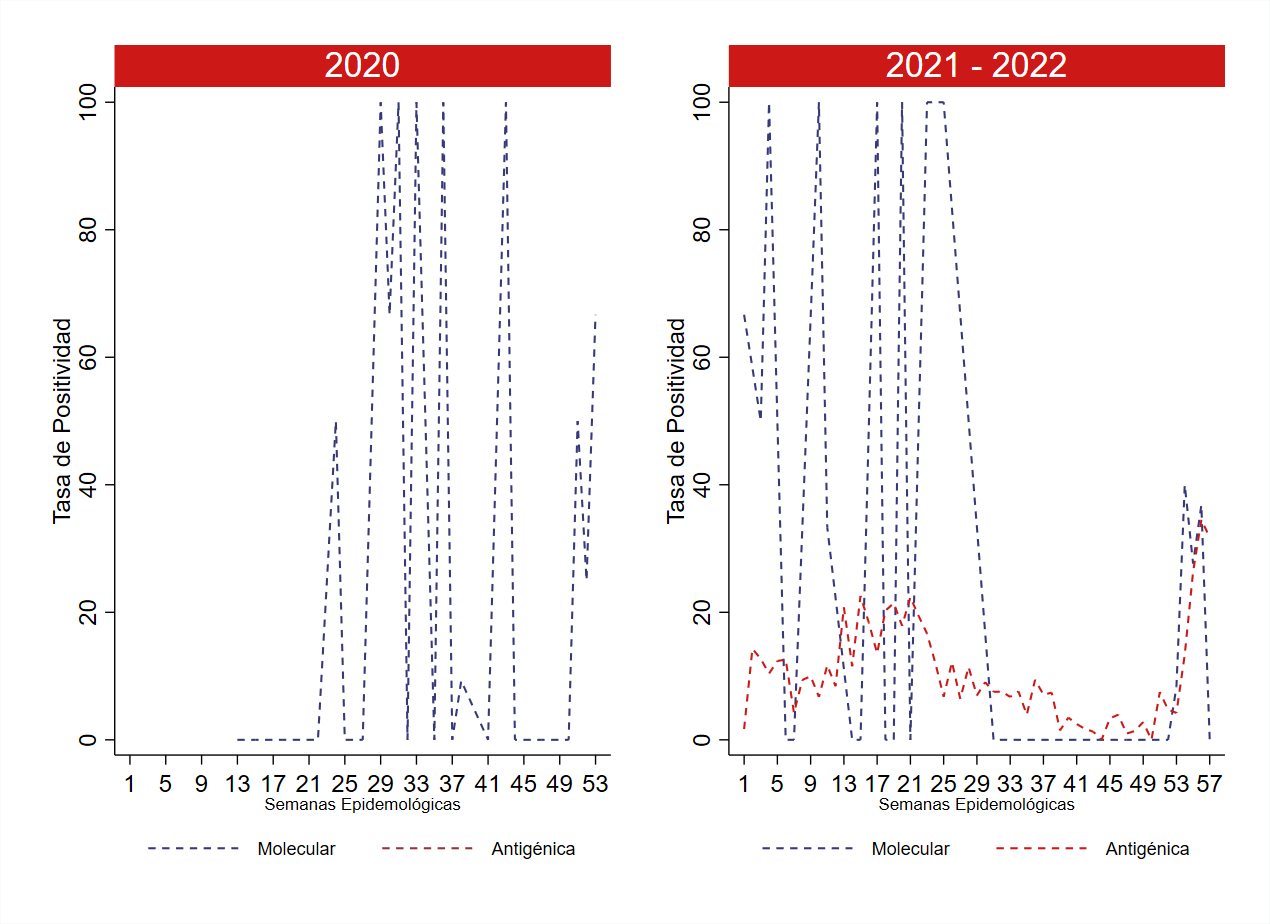 2020
100
80
60
40
20
0
Tasa de Positividad
1 5 9 13 17 21 25 29 33 37 41 45 49 53
Semanas Epidemológicas
Molecular Antigénica
2021 - 2022
100
80
60
40
20
0
Tasa de Positividad
1 5 9 13 17 21 25 29 33 37 41 45 49 53 57
Semanas Epidemológicas
Molecular Antigénica